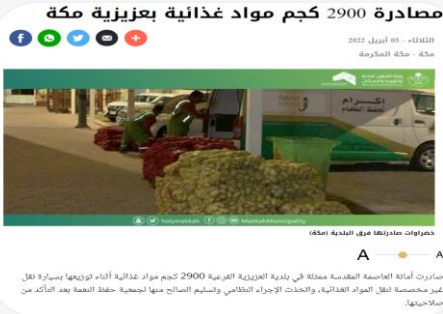 مصادرة 2900 كجم مواد غذائية بعزيزية مكة
الثلاثاء - 05 أبريل 2022
مكة - مكة المكرمة
إكرام
لحفظ الطعام
holymakkah
MakkahMunicipality
خضراوات صادرتها فرق البلدية (مكة)
A A
صادرت أمانة العاصمة المقدسة ممثلة في بلدية العزيزية الفرعية 2900 كجم مواد غذائية أثناء توزيعها بسيارة نقل
غير مخصصة لنقل المواد الغذائية، واتخذت الإجراء النظامي وتسليم الصالح منها لجمعية حفظ النعمة بعد التأكد من
صلاحيتها.